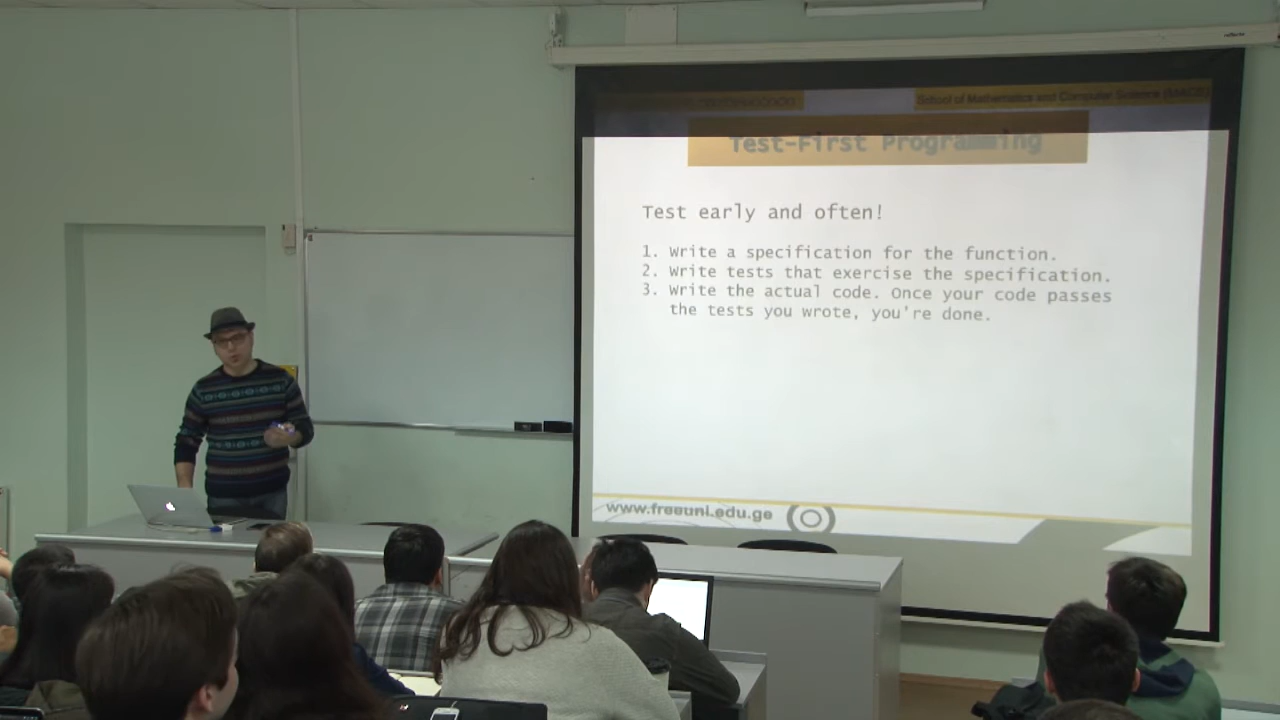 School of Mathematics and Computer Science (MACS)
Test-First Programming
Test early and often!
1. Write a specification for the function.
2. Write tests that exercise the specification.
3. Write the actual code. Once your code passes
the tests you wrote, you're done.
www.freeuni.edu.ge